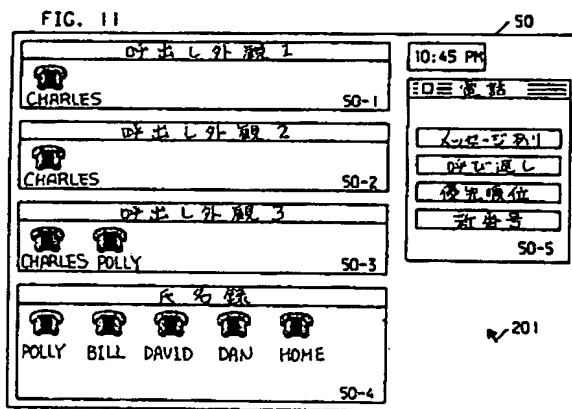 FIG. 11
50
呼出し外観1
CHARLES
50-1
呼出し外観2
CHARLES
50-2
呼出し外観3
CHARLES POLLY
50-3
氏名録
POLLY BILL DAVID DAN HOME
50-4
10:45 PM
電話
メッセージあり
呼び返し
優先順位
新番号
50-5
201